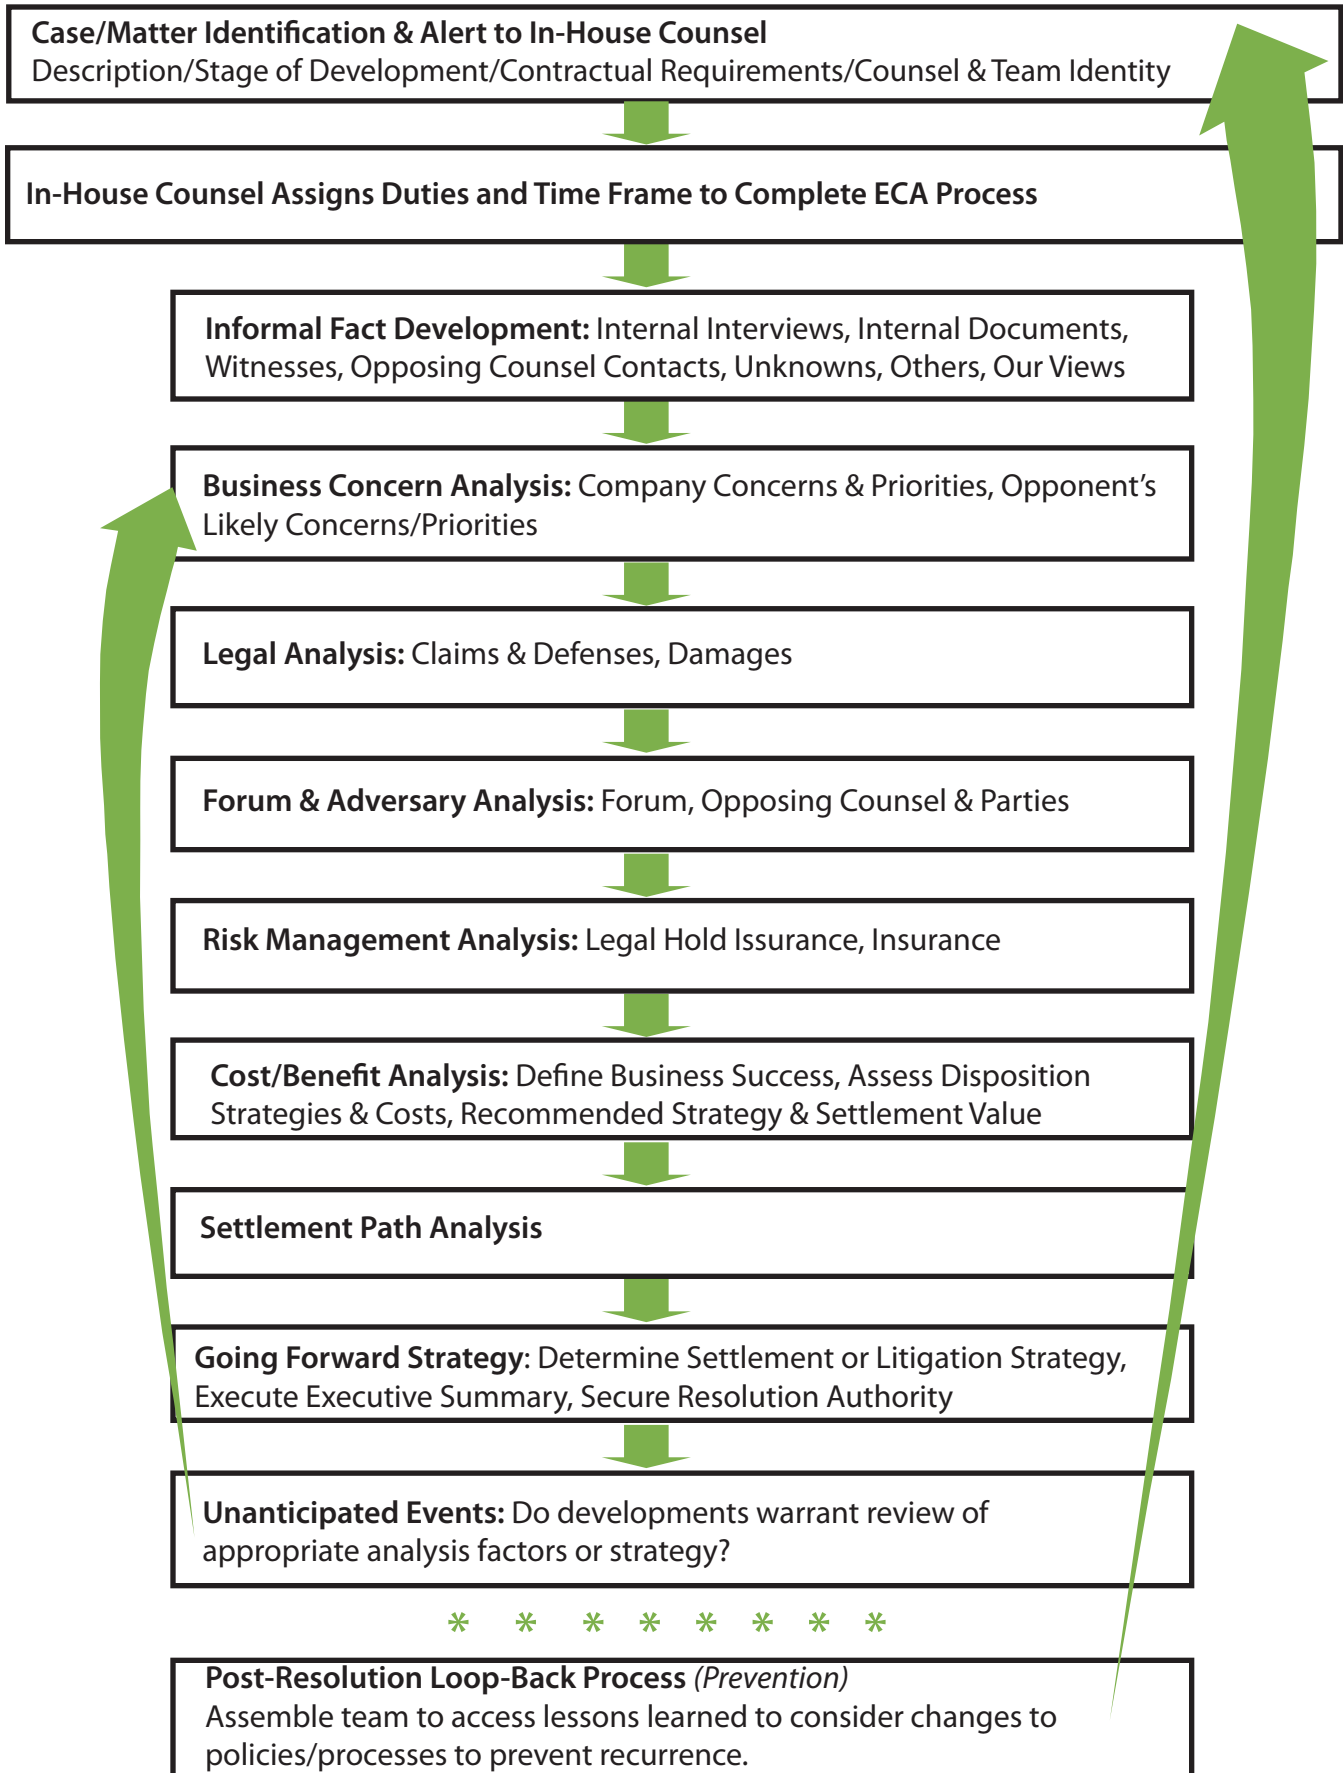 Case/Matter Identification & Alert to In-House Counsel
Description/Stage of Development/Contractual Requirements/Counsel & Team Identity
In-House Counsel Assigns Duties and Time Frame to Complete ECA Process
Informal Fact Development: Internal Interviews, Internal Documents,
Witnesses, Opposing Counsel Contacts, Unknowns, Others, Our Views
Business Concern Analysis: Company Concerns & Priorities, Opponent’s
Likely Concerns/Priorities
Legal Analysis: Claims & Defenses, Damages
Forum & Adversary Analysis: Forum, Opposing Counsel & Parties
Risk Management Analysis: Legal Hold Issurance, Insurance
Cost/Benefit Analysis: Define Business Success, Assess Disposition
Strategies & Costs, Recommended Strategy & Settlement Value
Settlement Path Analysis
Going Forward Strategy: Determine Settlement or Litigation Strategy,
Execute Executive Summary, Secure Resolution Authority
Unanticipated Events: Do developments warrant review of
appropriate analysis factors or strategy?
* * * * * * * *
Post-Resolution Loop-Back Process (Prevention)
Assemble team to access lessons learned to consider changes to
policies/processes to prevent recurrence.